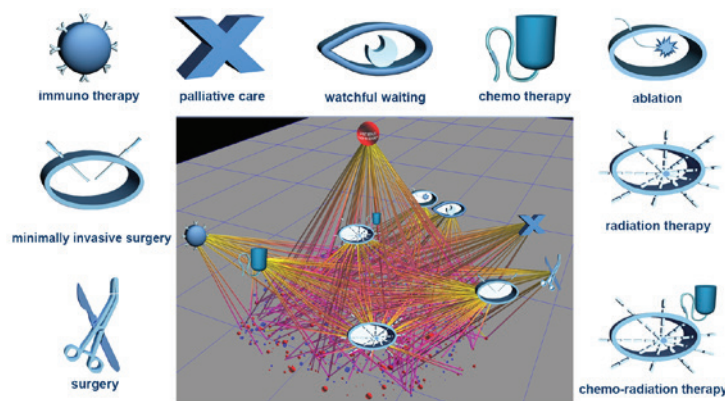 immuno therapy
palliative care
watchful waiting
chemo therapy
ablation
minimally invasive surgery
radiation therapy
surgery
chemo-radiation therapy